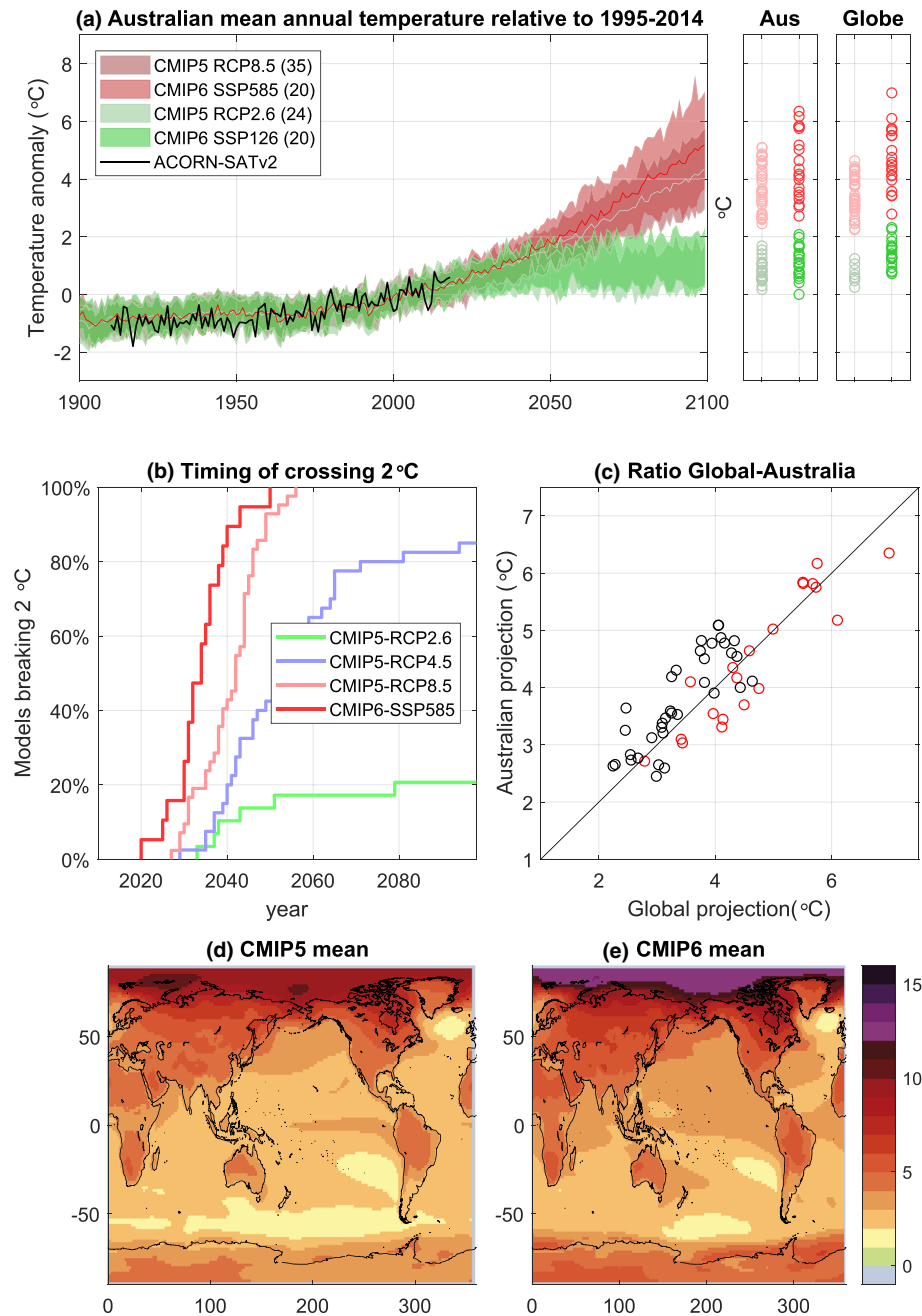 (a) Australian mean annual temperature relative to 1995-2014
Aus
Globe
Temperature anomaly (°C)
8
6
4
2
0
-2
CMIP5 RCP8.5 (35)
CMIP6 SSP585 (20)
CMIP5 RCP2.6 (24)
CMIP6 SSP126 (20)
ACORN-SATv2
°C
1900
1950
2000
2050
2100
(b) Timing of crossing 2°C
Models breaking 2 °C
100%
80%
60%
40%
20%
0%
CMIP5-RCP2.6
CMIP5-RCP4.5
CMIP5-RCP8.5
CMIP6-SSP585
2020
2040
2060
2080
year
(c) Ratio Global-Australia
Australian projection (°C)
7
6
5
4
3
2
1
2
4
6
Global projection(°C)
(d) CMIP5 mean
50
0
-50
0
100
200
300
(e) CMIP6 mean
50
0
-50
0
100
200
300
15
10
5
0